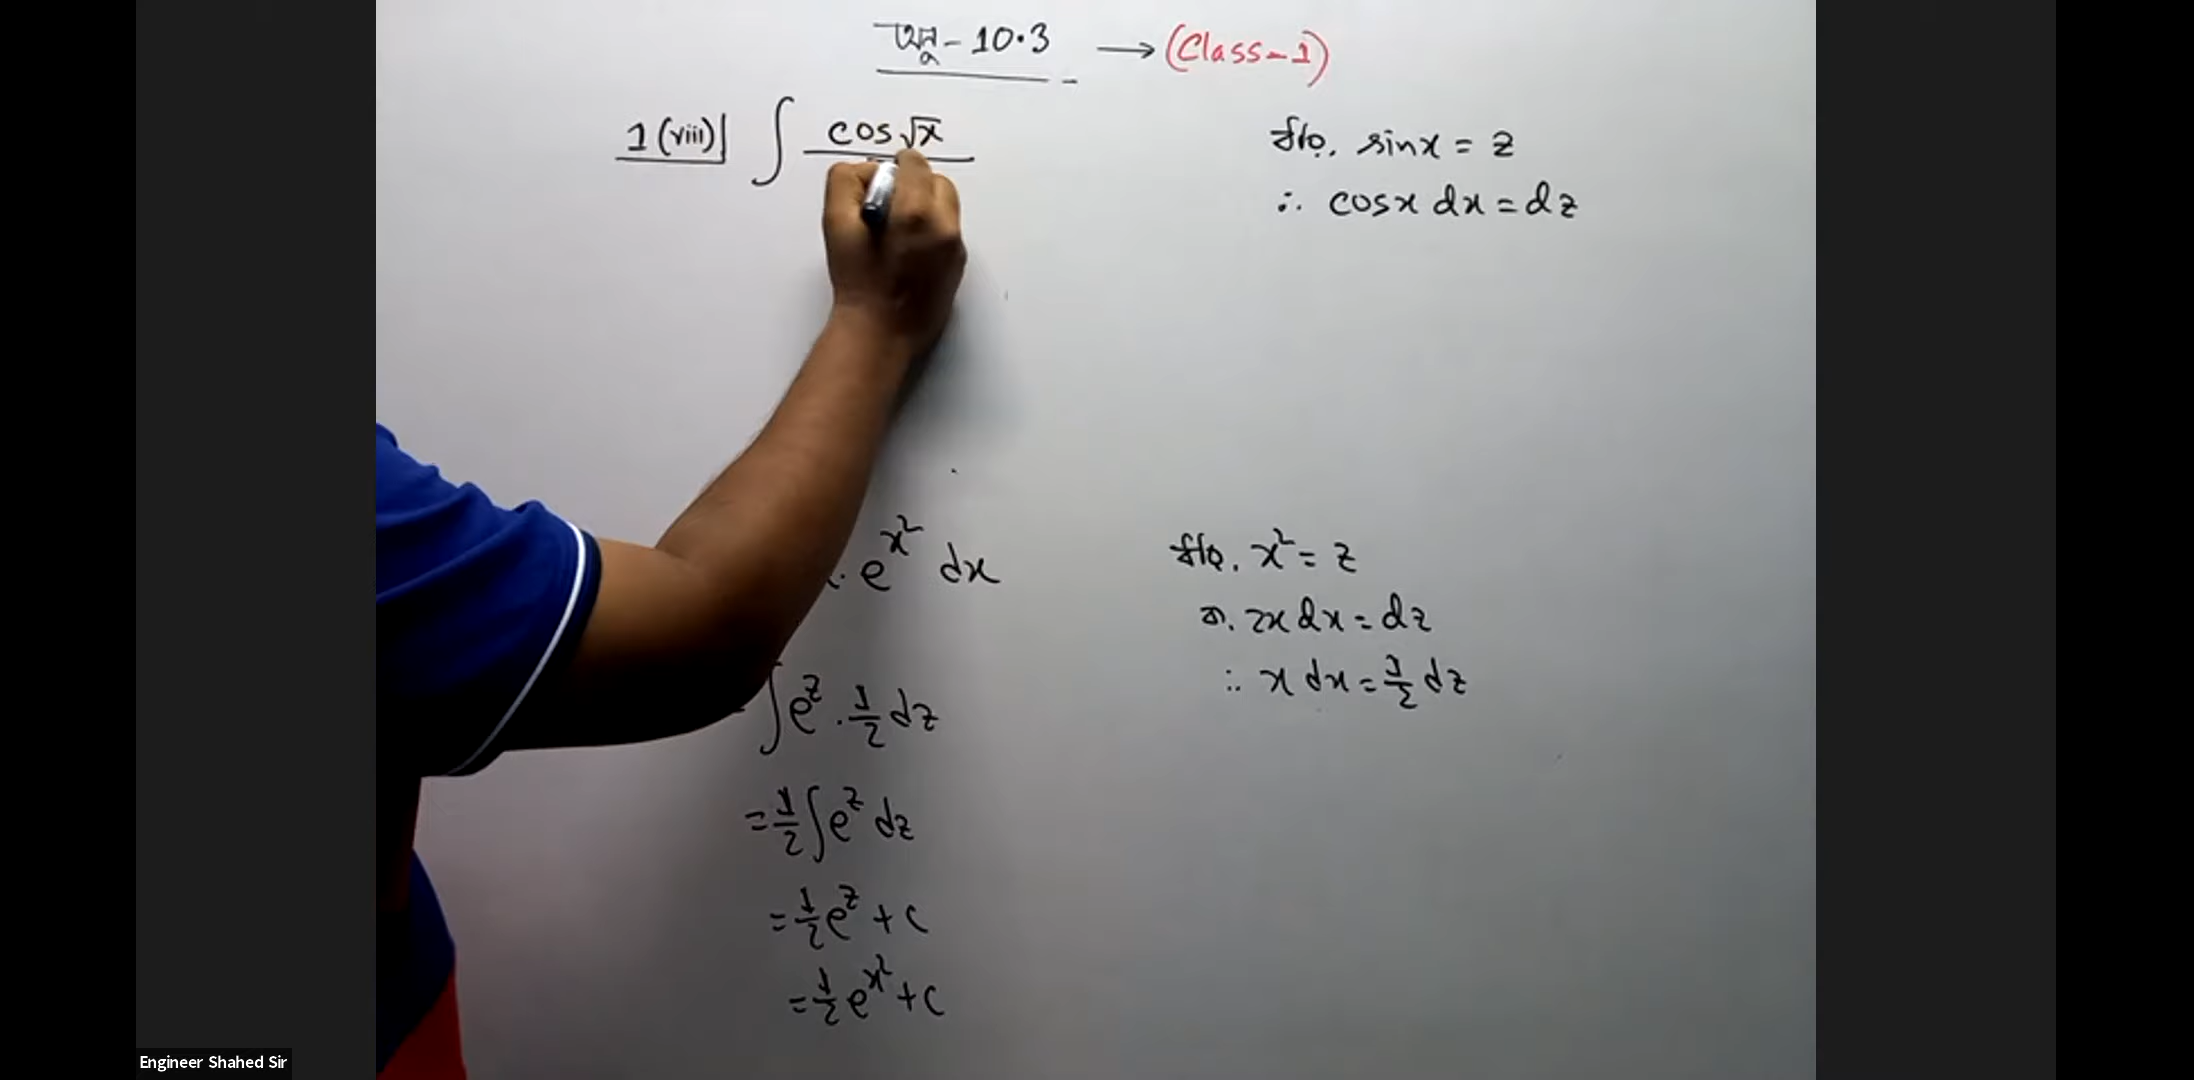 অনু - 10.3 → (Class-1)
1(viii)| ∫ cos√x
ধরি, sinx = z
∴ cosx dx = dz
. e^x² dx
ধরি, x² = z
বা, 2x dx = dz
∴ x dx = 1/2 dz
∫e^z . 1/2 dz
= 1/2 ∫e^z dz
= 1/2 e^z + c
= 1/2 e^x² + c
Engineer Shahed Sir